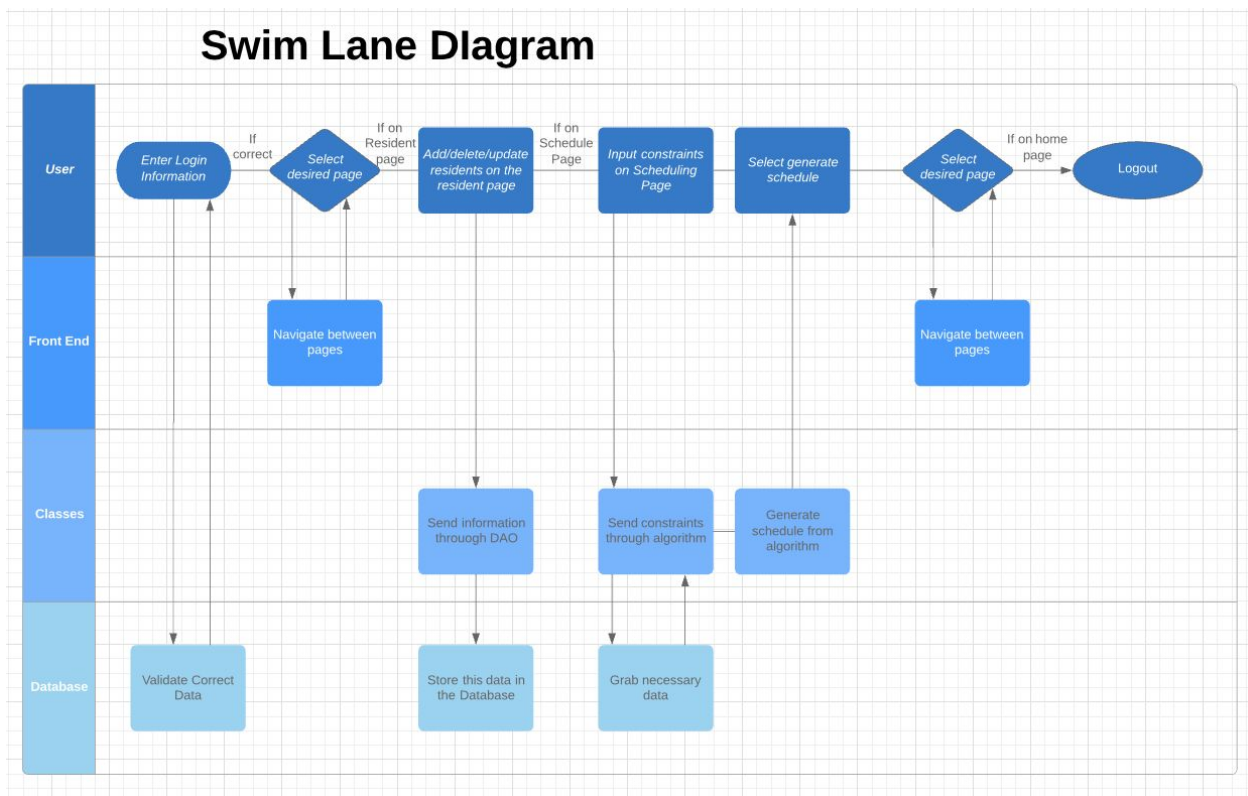 Swim Lane DIagram
User
Enter Login
Information
If
correct
Select
desired page
If on
Resident
page
Add/delete/update
residents on the
resident page
If on
Schedule
Page
Input constraints
on Scheduling
Page
Select generate
schedule
Select
desired page
If on home
page
Logout
Front End
Navigate between
pages
Navigate between
pages
Classes
Send information
throuogh DAO
Send constraints
through algorithm
Generate
schedule from
algorithm
Database
Validate Correct
Data
Store this data in
the Database
Grab necessary
data